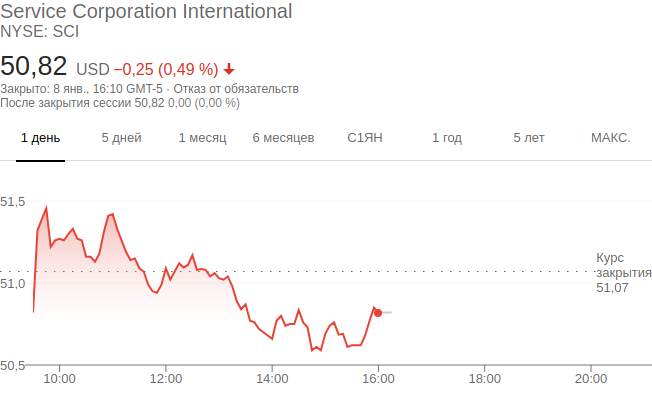 Service Corporation International
NYSE: SCI
50,82 USD −0,25 (0,49 %)
Закрыто: 8 янв., 16:10 GMT-5 · Отказ от обязательств
После закрытия сессии 50,82 0,00 (0,00 %)
1 день 5 дней 1 месяц 6 месяцев С1ЯН 1 год 5 лет МАКС.
51,5
Курс
закрытия
51,07
51,0
50,5
10:00 12:00 14:00 16:00 18:00 20:00